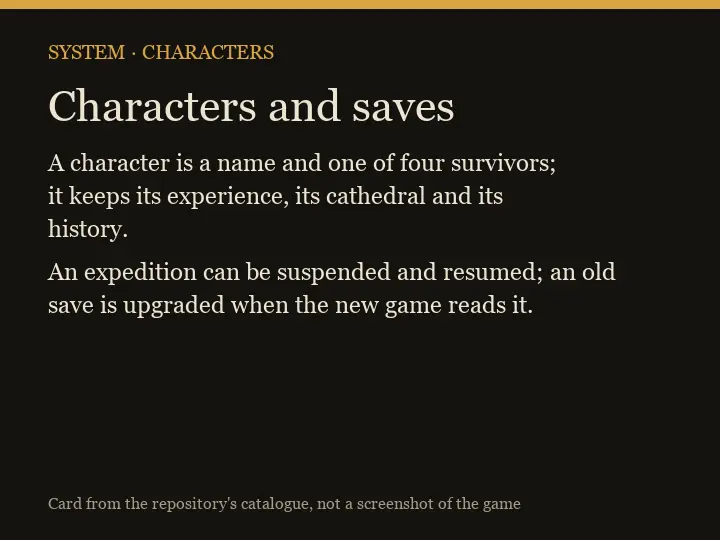 SYSTEM · CHARACTERS
Characters and saves
A character is a name and one of four survivors;
it keeps its experience, its cathedral and its
history.
An expedition can be suspended and resumed; an old
save is upgraded when the new game reads it.
Card from the repository's catalogue, not a screenshot of the game